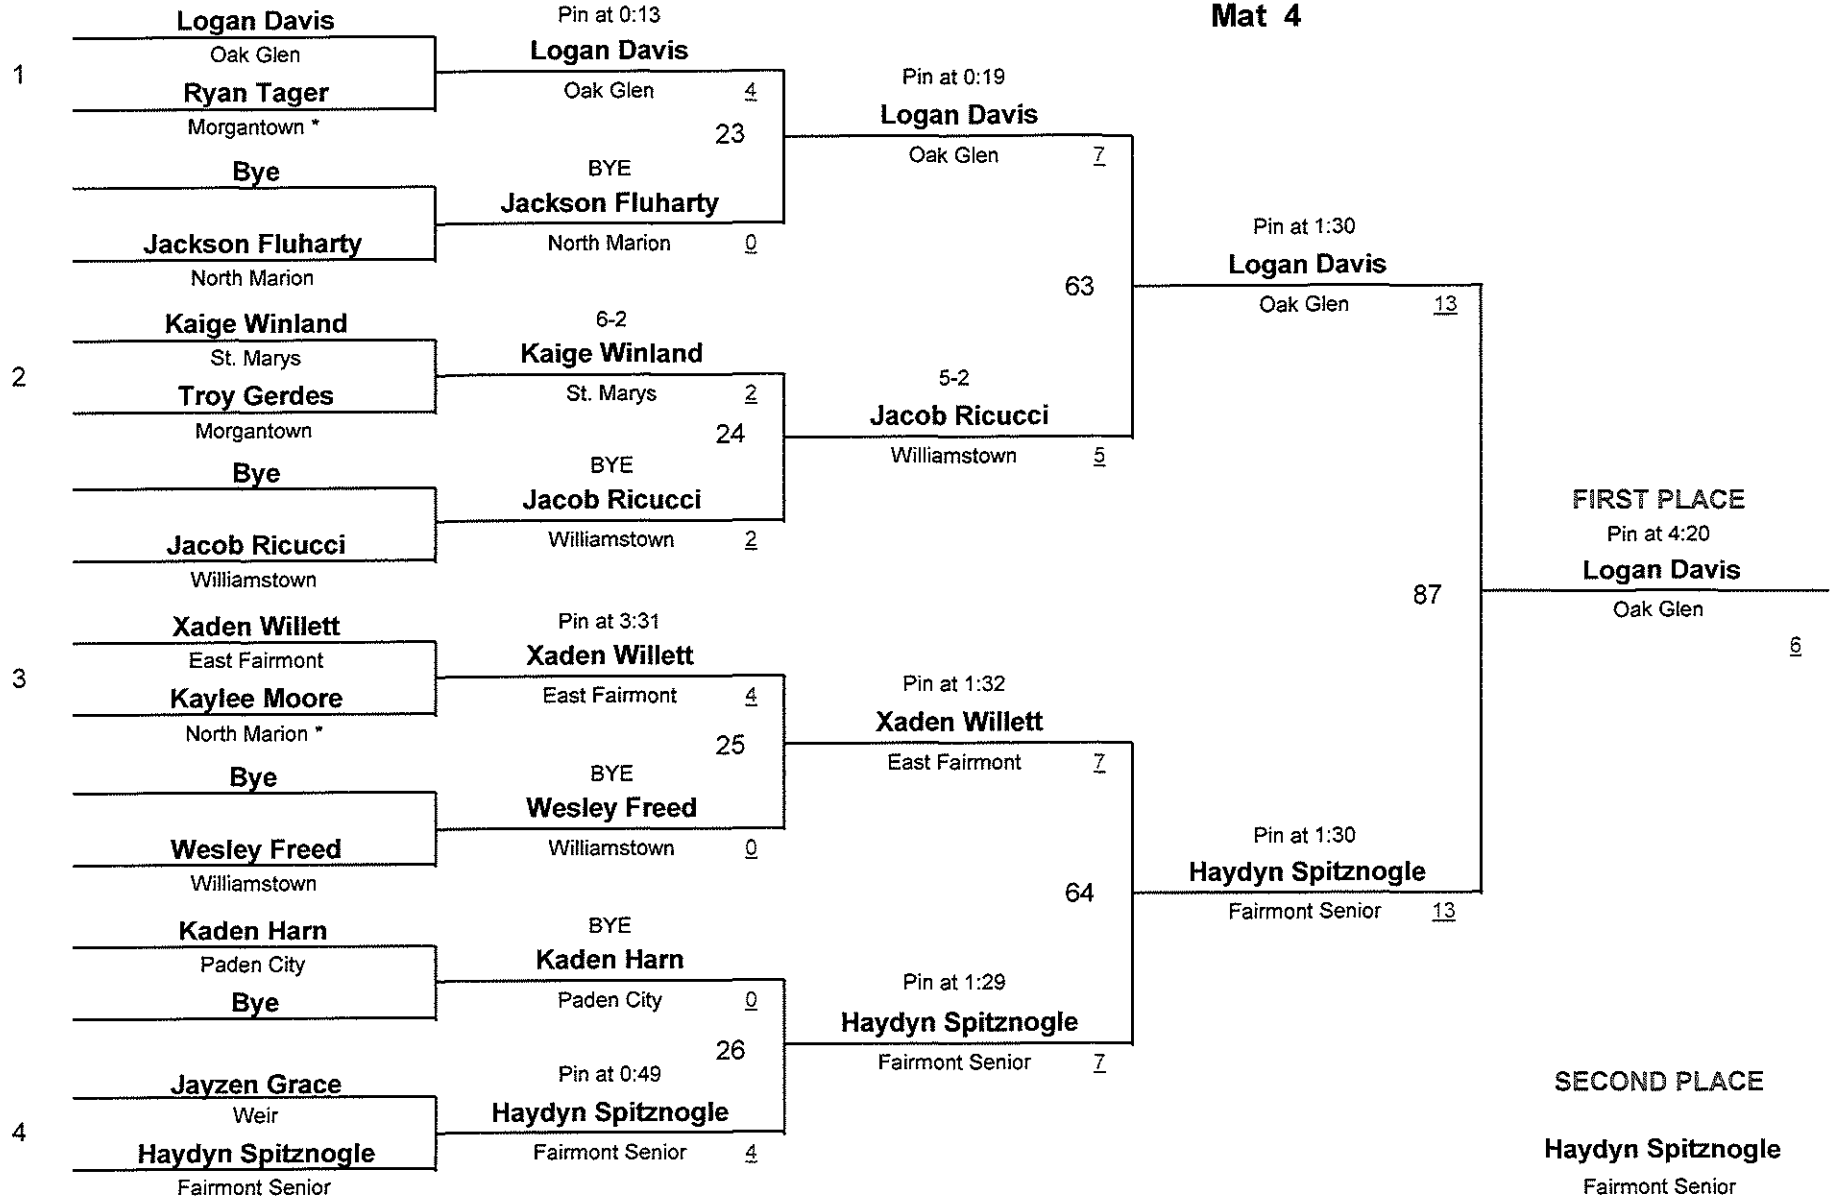 Mat 4
1
Logan Davis
Oak Glen
Ryan Tager
Morgantown *
Bye
Jackson Fluharty
North Marion
2
Kaige Winland
St. Marys
Troy Gerdes
Morgantown
Bye
Jacob Ricucci
Williamstown
3
Xaden Willett
East Fairmont
Kaylee Moore
North Marion *
Bye
Wesley Freed
Williamstown
Kaden Harn
Paden City
Bye
4
Jayzen Grace
Weir
Haydyn Spitznogle
Fairmont Senior
Pin at 0:13
Logan Davis
Oak Glen 4
23
BYE
Jackson Fluharty
North Marion 0
6-2
Kaige Winland
St. Marys 2
24
BYE
Jacob Ricucci
Williamstown 2
Pin at 3:31
Xaden Willett
East Fairmont 4
25
BYE
Wesley Freed
Williamstown 0
BYE
Kaden Harn
Paden City 0
26
Pin at 0:49
Haydyn Spitznogle
Fairmont Senior 4
Pin at 0:19
Logan Davis
Oak Glen 7
63
5-2
Jacob Ricucci
Williamstown 5
Pin at 1:32
Xaden Willett
East Fairmont 7
64
Pin at 1:29
Haydyn Spitznogle
Fairmont Senior 7
Pin at 1:30
Logan Davis
Oak Glen 13
87
Pin at 1:30
Haydyn Spitznogle
Fairmont Senior 13
FIRST PLACE
Pin at 4:20
Logan Davis
Oak Glen
6
SECOND PLACE
Haydyn Spitznogle
Fairmont Senior